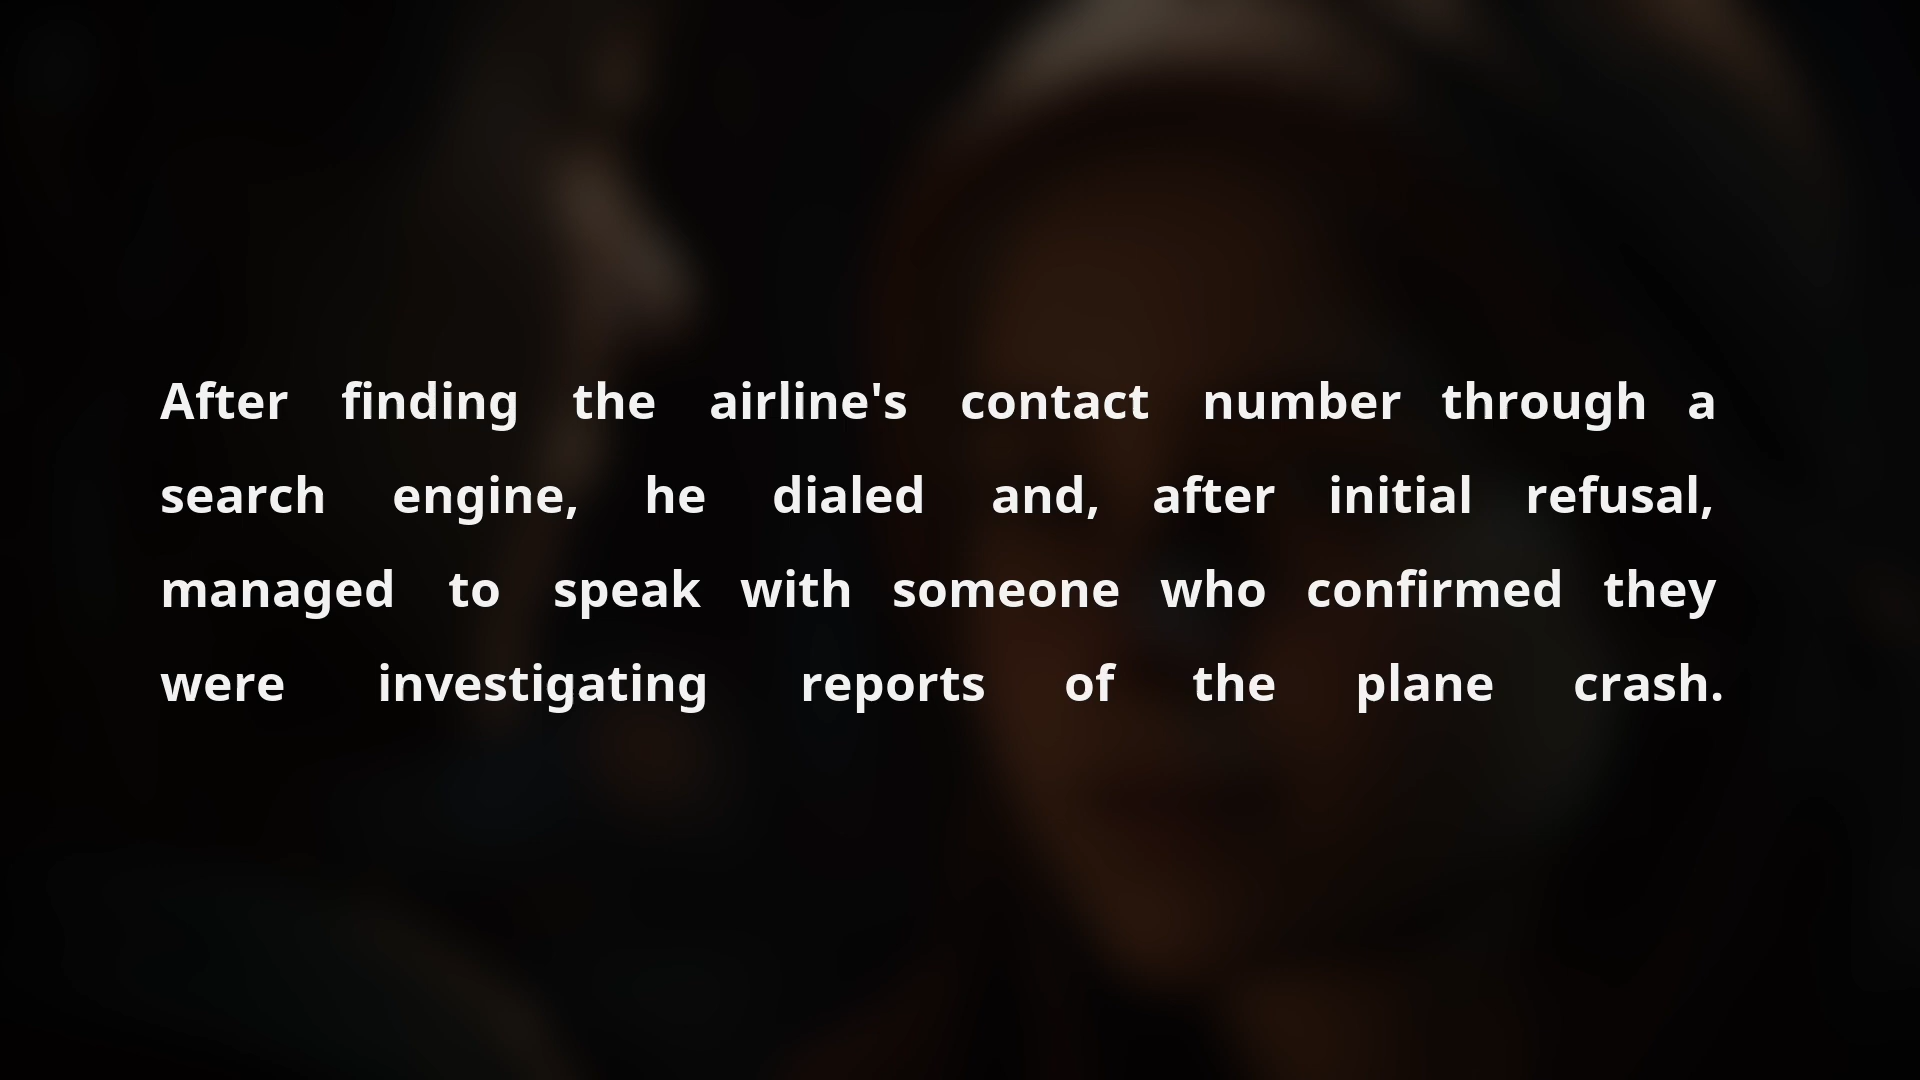 After finding the airline's contact number through a
search engine, he dialed and, after initial refusal,
managed to speak with someone who confirmed they
were investigating reports of the plane crash.